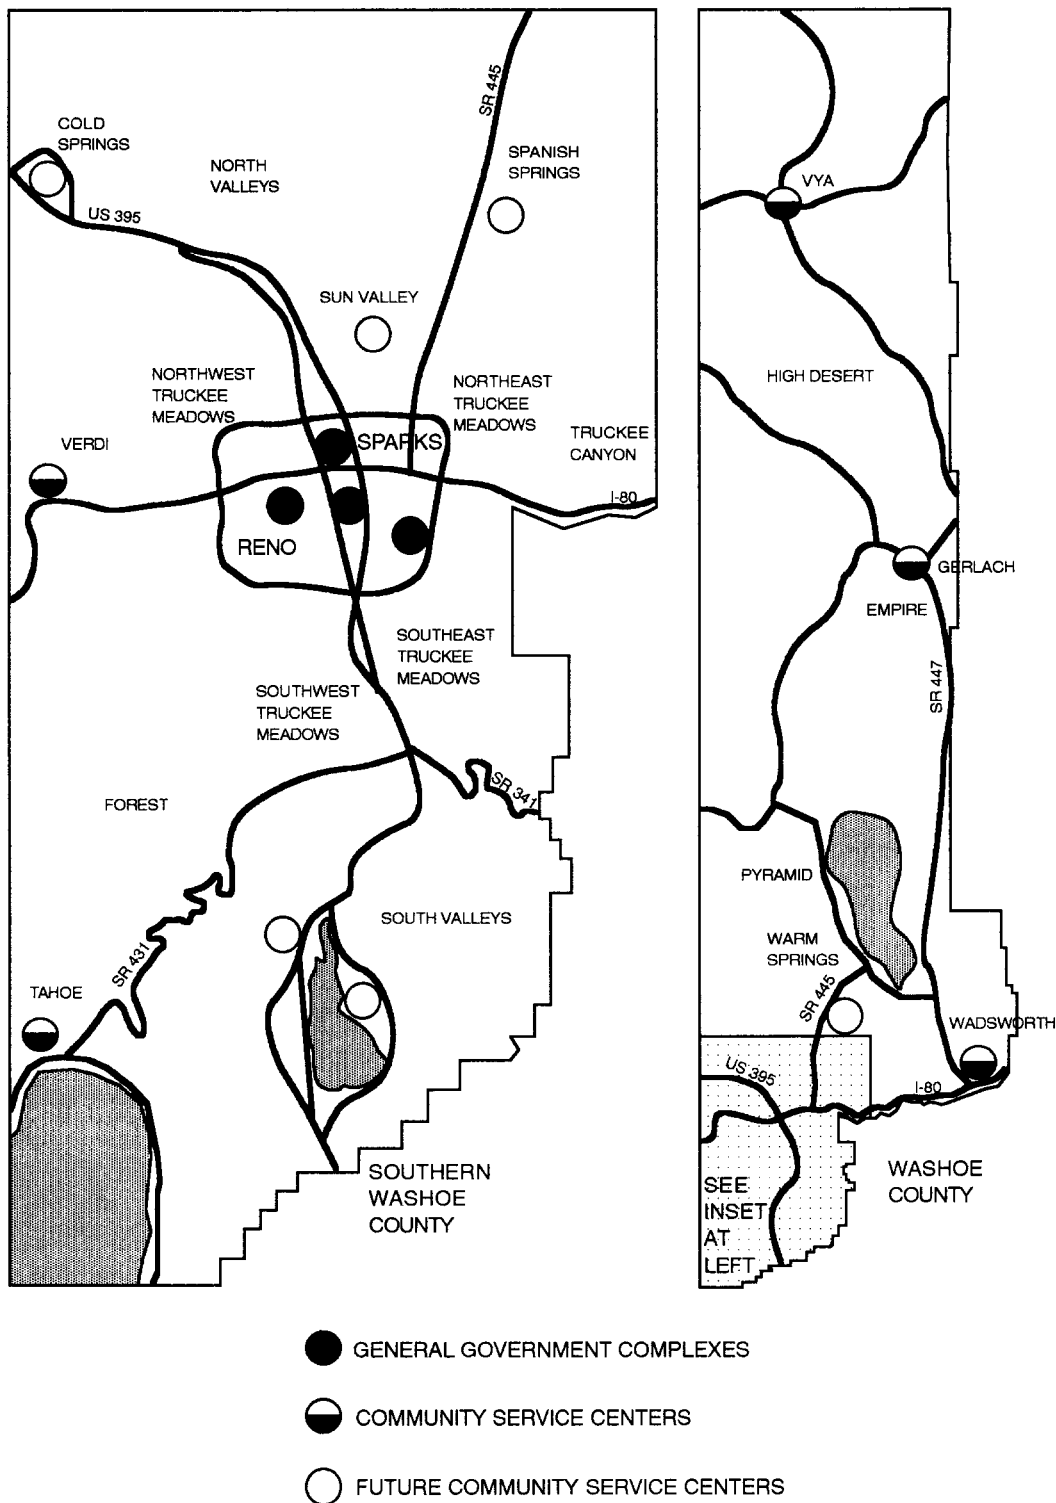 COLD
SPRINGS
NORTH
VALLEYS
US 395
SR 445
SPANISH
SPRINGS
SUN VALLEY
NORTHWEST
TRUCKEE
MEADOWS
NORTHEAST
TRUCKEE
MEADOWS
VERDI
SPARKS
TRUCKEE
CANYON
I-80
RENO
SOUTHEAST
TRUCKEE
MEADOWS
SOUTHWEST
TRUCKEE
MEADOWS
SR 341
FOREST
SOUTH VALLEYS
SR 431
TAHOE
SOUTHERN
WASHOE
COUNTY
VYA
HIGH DESERT
GERLACH
EMPIRE
SR 447
PYRAMID
WARM
SPRINGS
SR 445
WADSWORTH
US 395
I-80
SEE
INSET
AT
LEFT
WASHOE
COUNTY
GENERAL GOVERNMENT COMPLEXES
COMMUNITY SERVICE CENTERS
FUTURE COMMUNITY SERVICE CENTERS